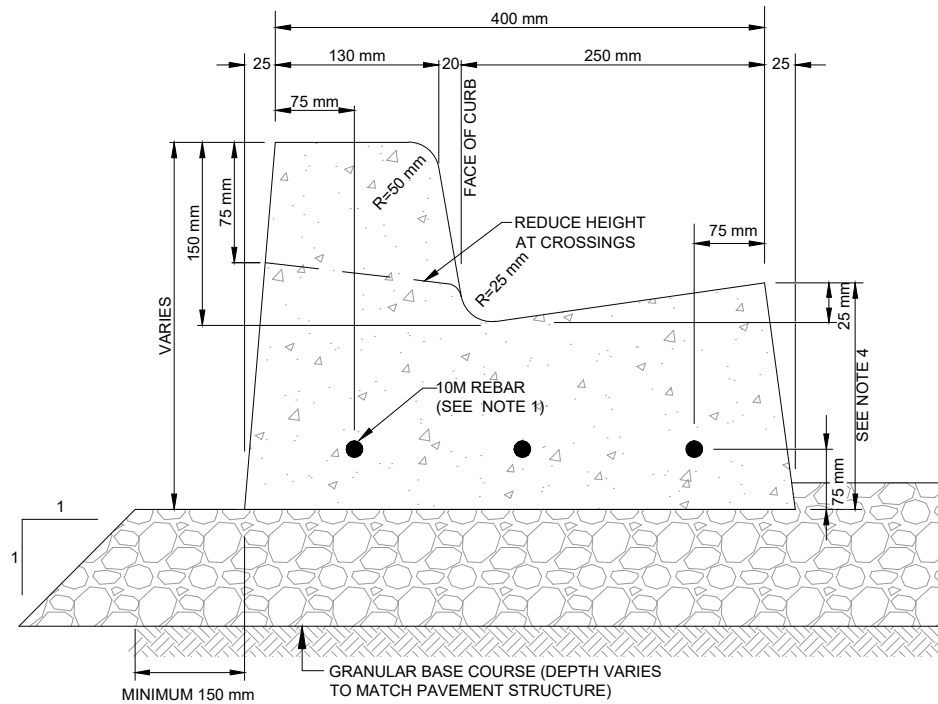 400 mm
25
130 mm
20
250 mm
25
75 mm
FACE OF CURB
R=50 mm
75 mm
150 mm
VARIES
REDUCE HEIGHT
AT CROSSINGS
75 mm
R=25 mm
25 mm
SEE NOTE 4
10M REBAR
(SEE NOTE 1)
75 mm
1
1
GRANULAR BASE COURSE (DEPTH VARIES
TO MATCH PAVEMENT STRUCTURE)
MINIMUM 150 mm